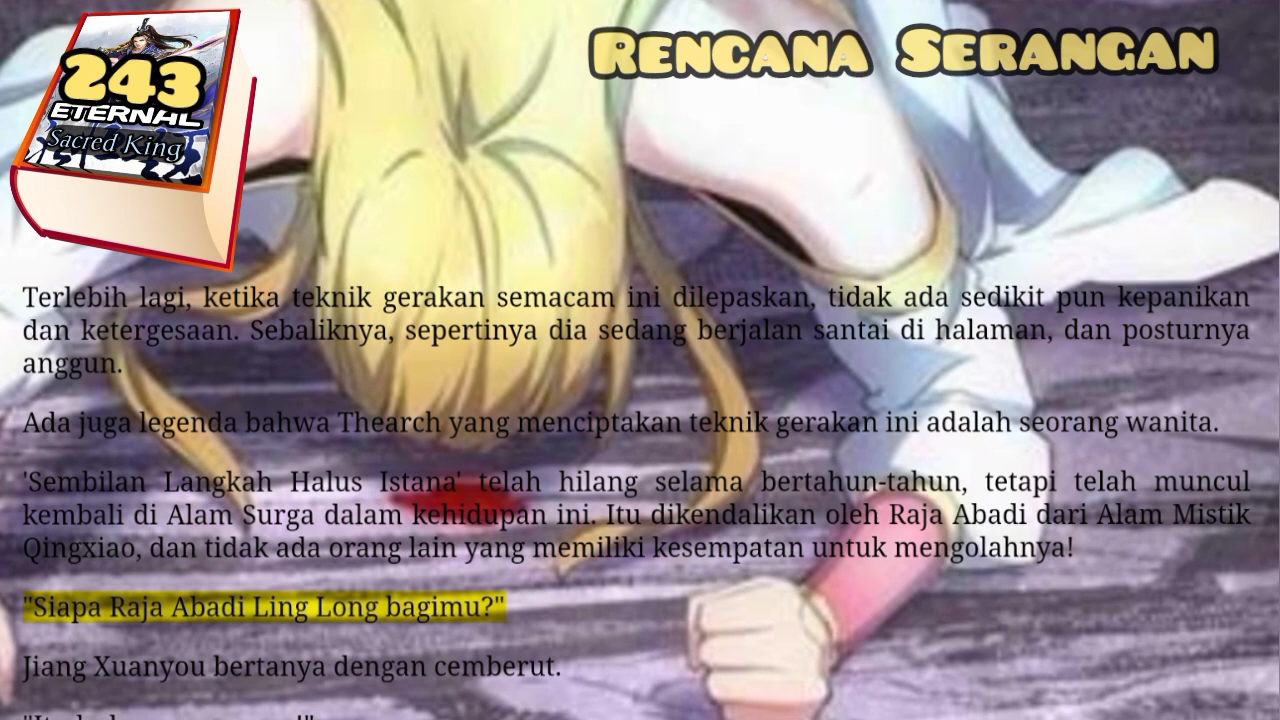 243
ETERNAL
Sacred King
RENCANA SERANGAN
Terlebih lagi, ketika teknik gerakan semacam ini dilepaskan, tidak ada sedikit pun kepanikan
dan ketergesaan. Sebaliknya, sepertinya dia sedang berjalan santai di halaman, dan posturnya
anggun.
Ada juga legenda bahwa Thearch yang menciptakan teknik gerakan ini adalah seorang wanita.
'Sembilan Langkah Halus Istana' telah hilang selama bertahun-tahun, tetapi telah muncul
kembali di Alam Surga dalam kehidupan ini. Itu dikendalikan oleh Raja Abadi dari Alam Mistik
Qingxiao, dan tidak ada orang lain yang memiliki kesempatan untuk mengolahnya!
"Siapa Raja Abadi Ling Long bagimu?"
Jiang Xuanyou bertanya dengan cemberut.